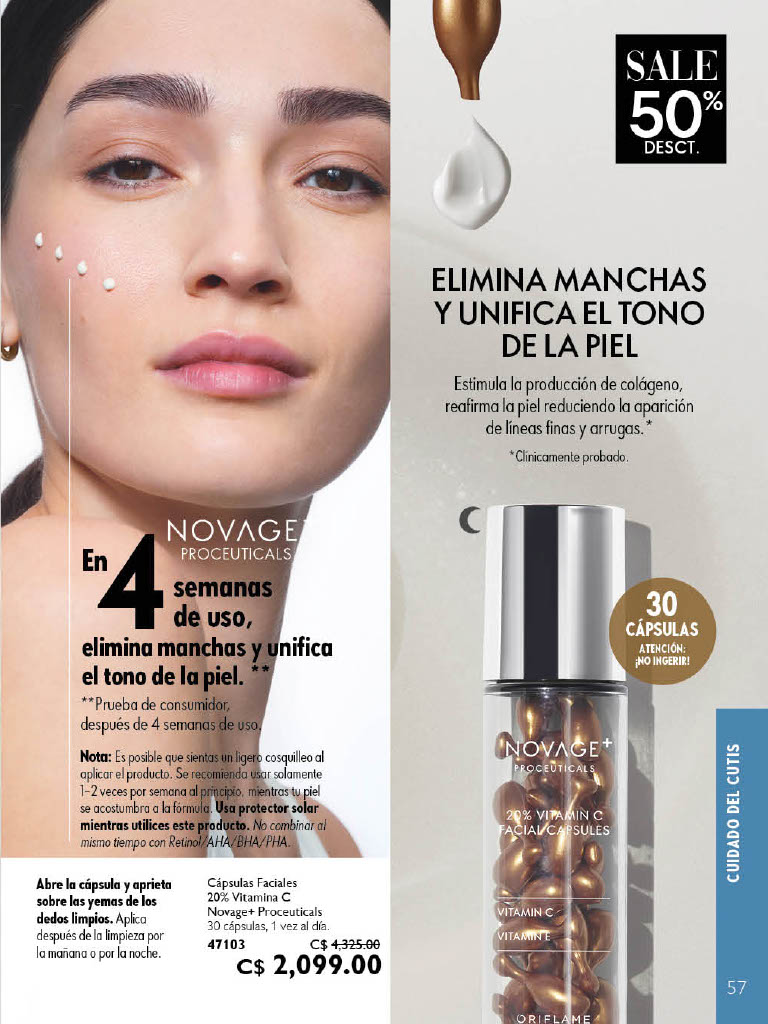 SALE
50%
DESCT.
ELIMINA MANCHAS
Y UNIFICA EL TONO
DE LA PIEL
Estimula la producción de colágeno,
reafirma la piel reduciendo la aparición
de líneas finas y arrugas.*
*Clínicamente probado.
NOVAGE+
PROCEUTICALS
En 4 semanas
de uso,
elimina manchas y unifica
el tono de la piel. **
**Prueba de consumidor,
después de 4 semanas de uso.
Nota: Es posible que sientas un ligero cosquilleo al
aplicar el producto. Se recomienda usar solamente
1–2 veces por semana al principio, mientras tu piel
se acostumbra a la fórmula. Usa protector solar
mientras utilices este producto. No combinar al
mismo tiempo con Retinol/AHA/BHA/PHA.
Abre la cápsula y aprieta
sobre las yemas de los
dedos limpios. Aplica
después de la limpieza por
la mañana o por la noche.
Cápsulas Faciales
20% Vitamina C
Novage+ Proceuticals
30 cápsulas, 1 vez al día.
47103 C$ 4,325.00
C$ 2,099.00
30
CÁPSULAS
ATENCIÓN:
¡NO INGERIR!
NOVAGE+
PROCEUTICALS
20% VITAMIN C
FACIAL CAPSULES
VITAMIN C
+
VITAMIN E
ORIFLAME
CUIDADO DEL CUTIS
57